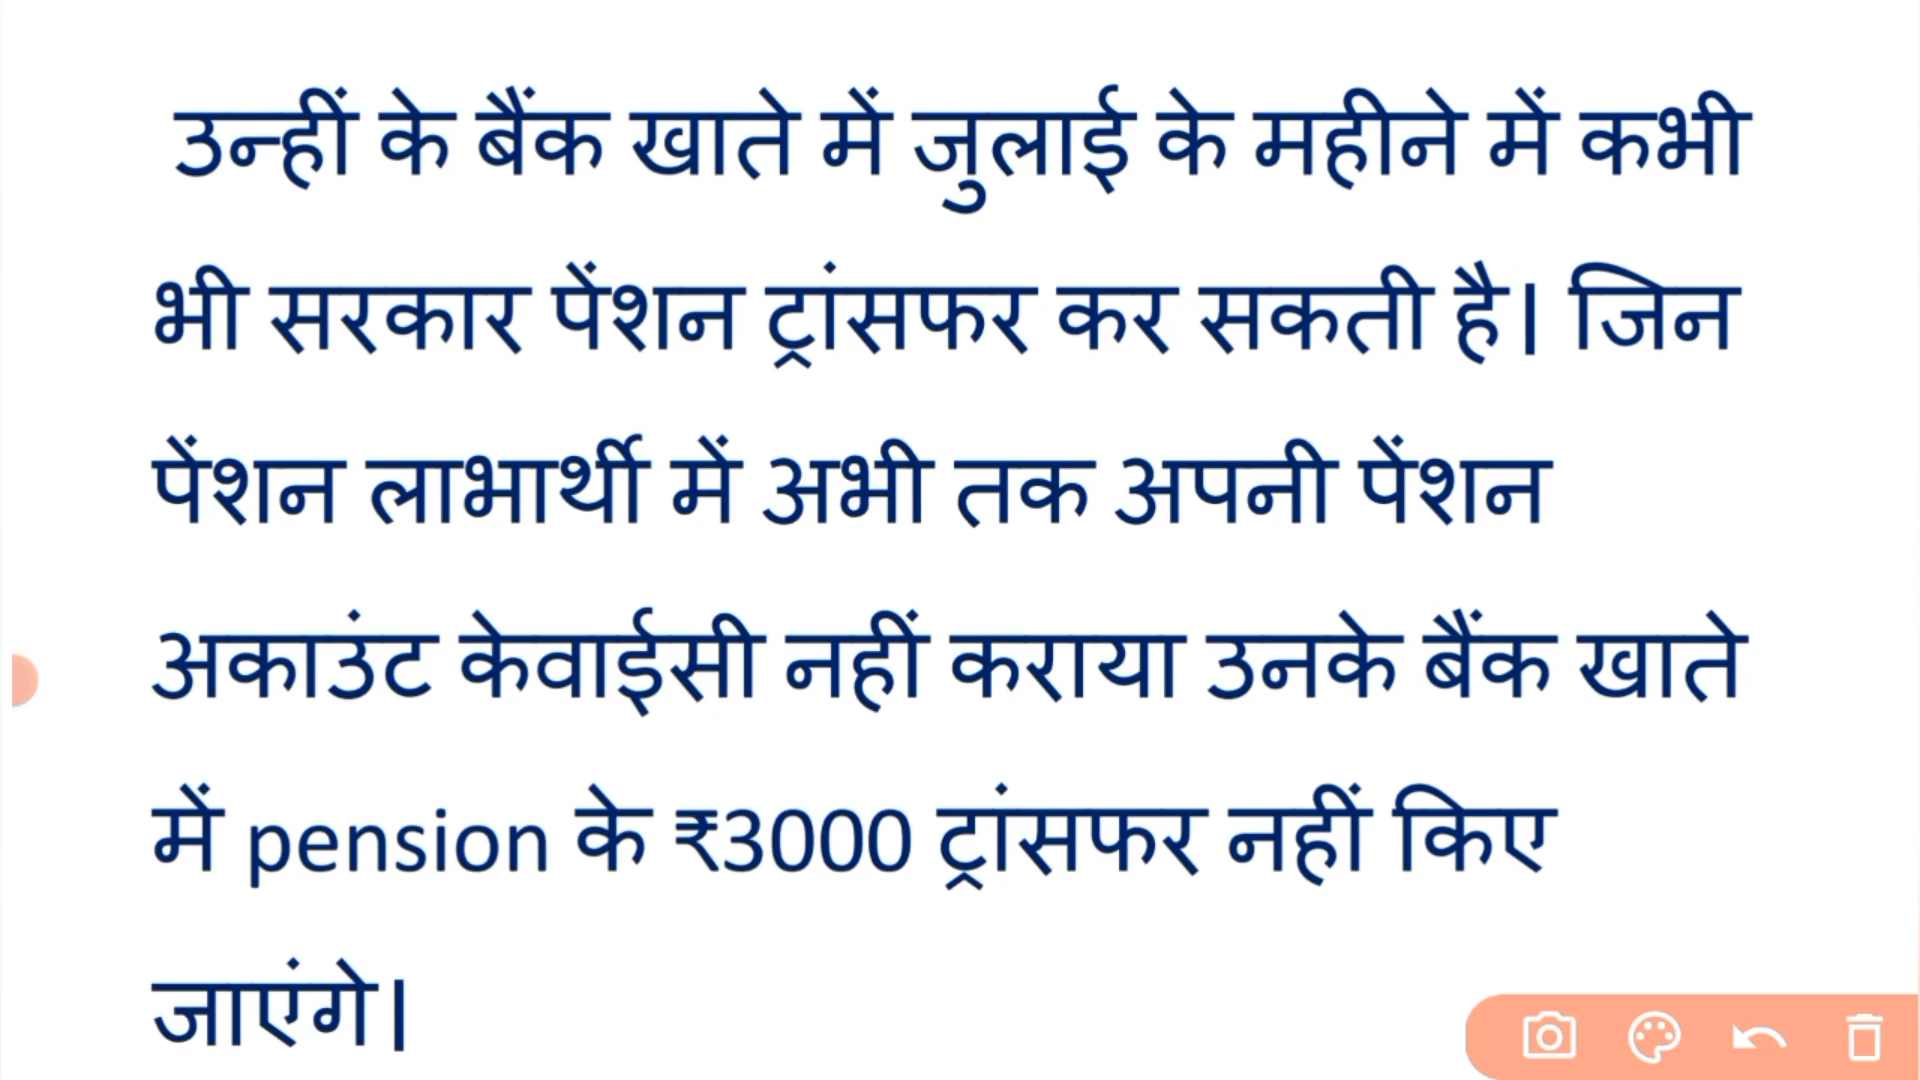 उन्हीं के बैंक खाते में जुलाई के महीने में कभी
भी सरकार पेंशन ट्रांसफर कर सकती है। जिन
पेंशन लाभार्थी में अभी तक अपनी पेंशन
अकाउंट केवाईसी नहीं कराया उनके बैंक खाते
में pension के ₹3000 ट्रांसफर नहीं किए
जाएंगे।